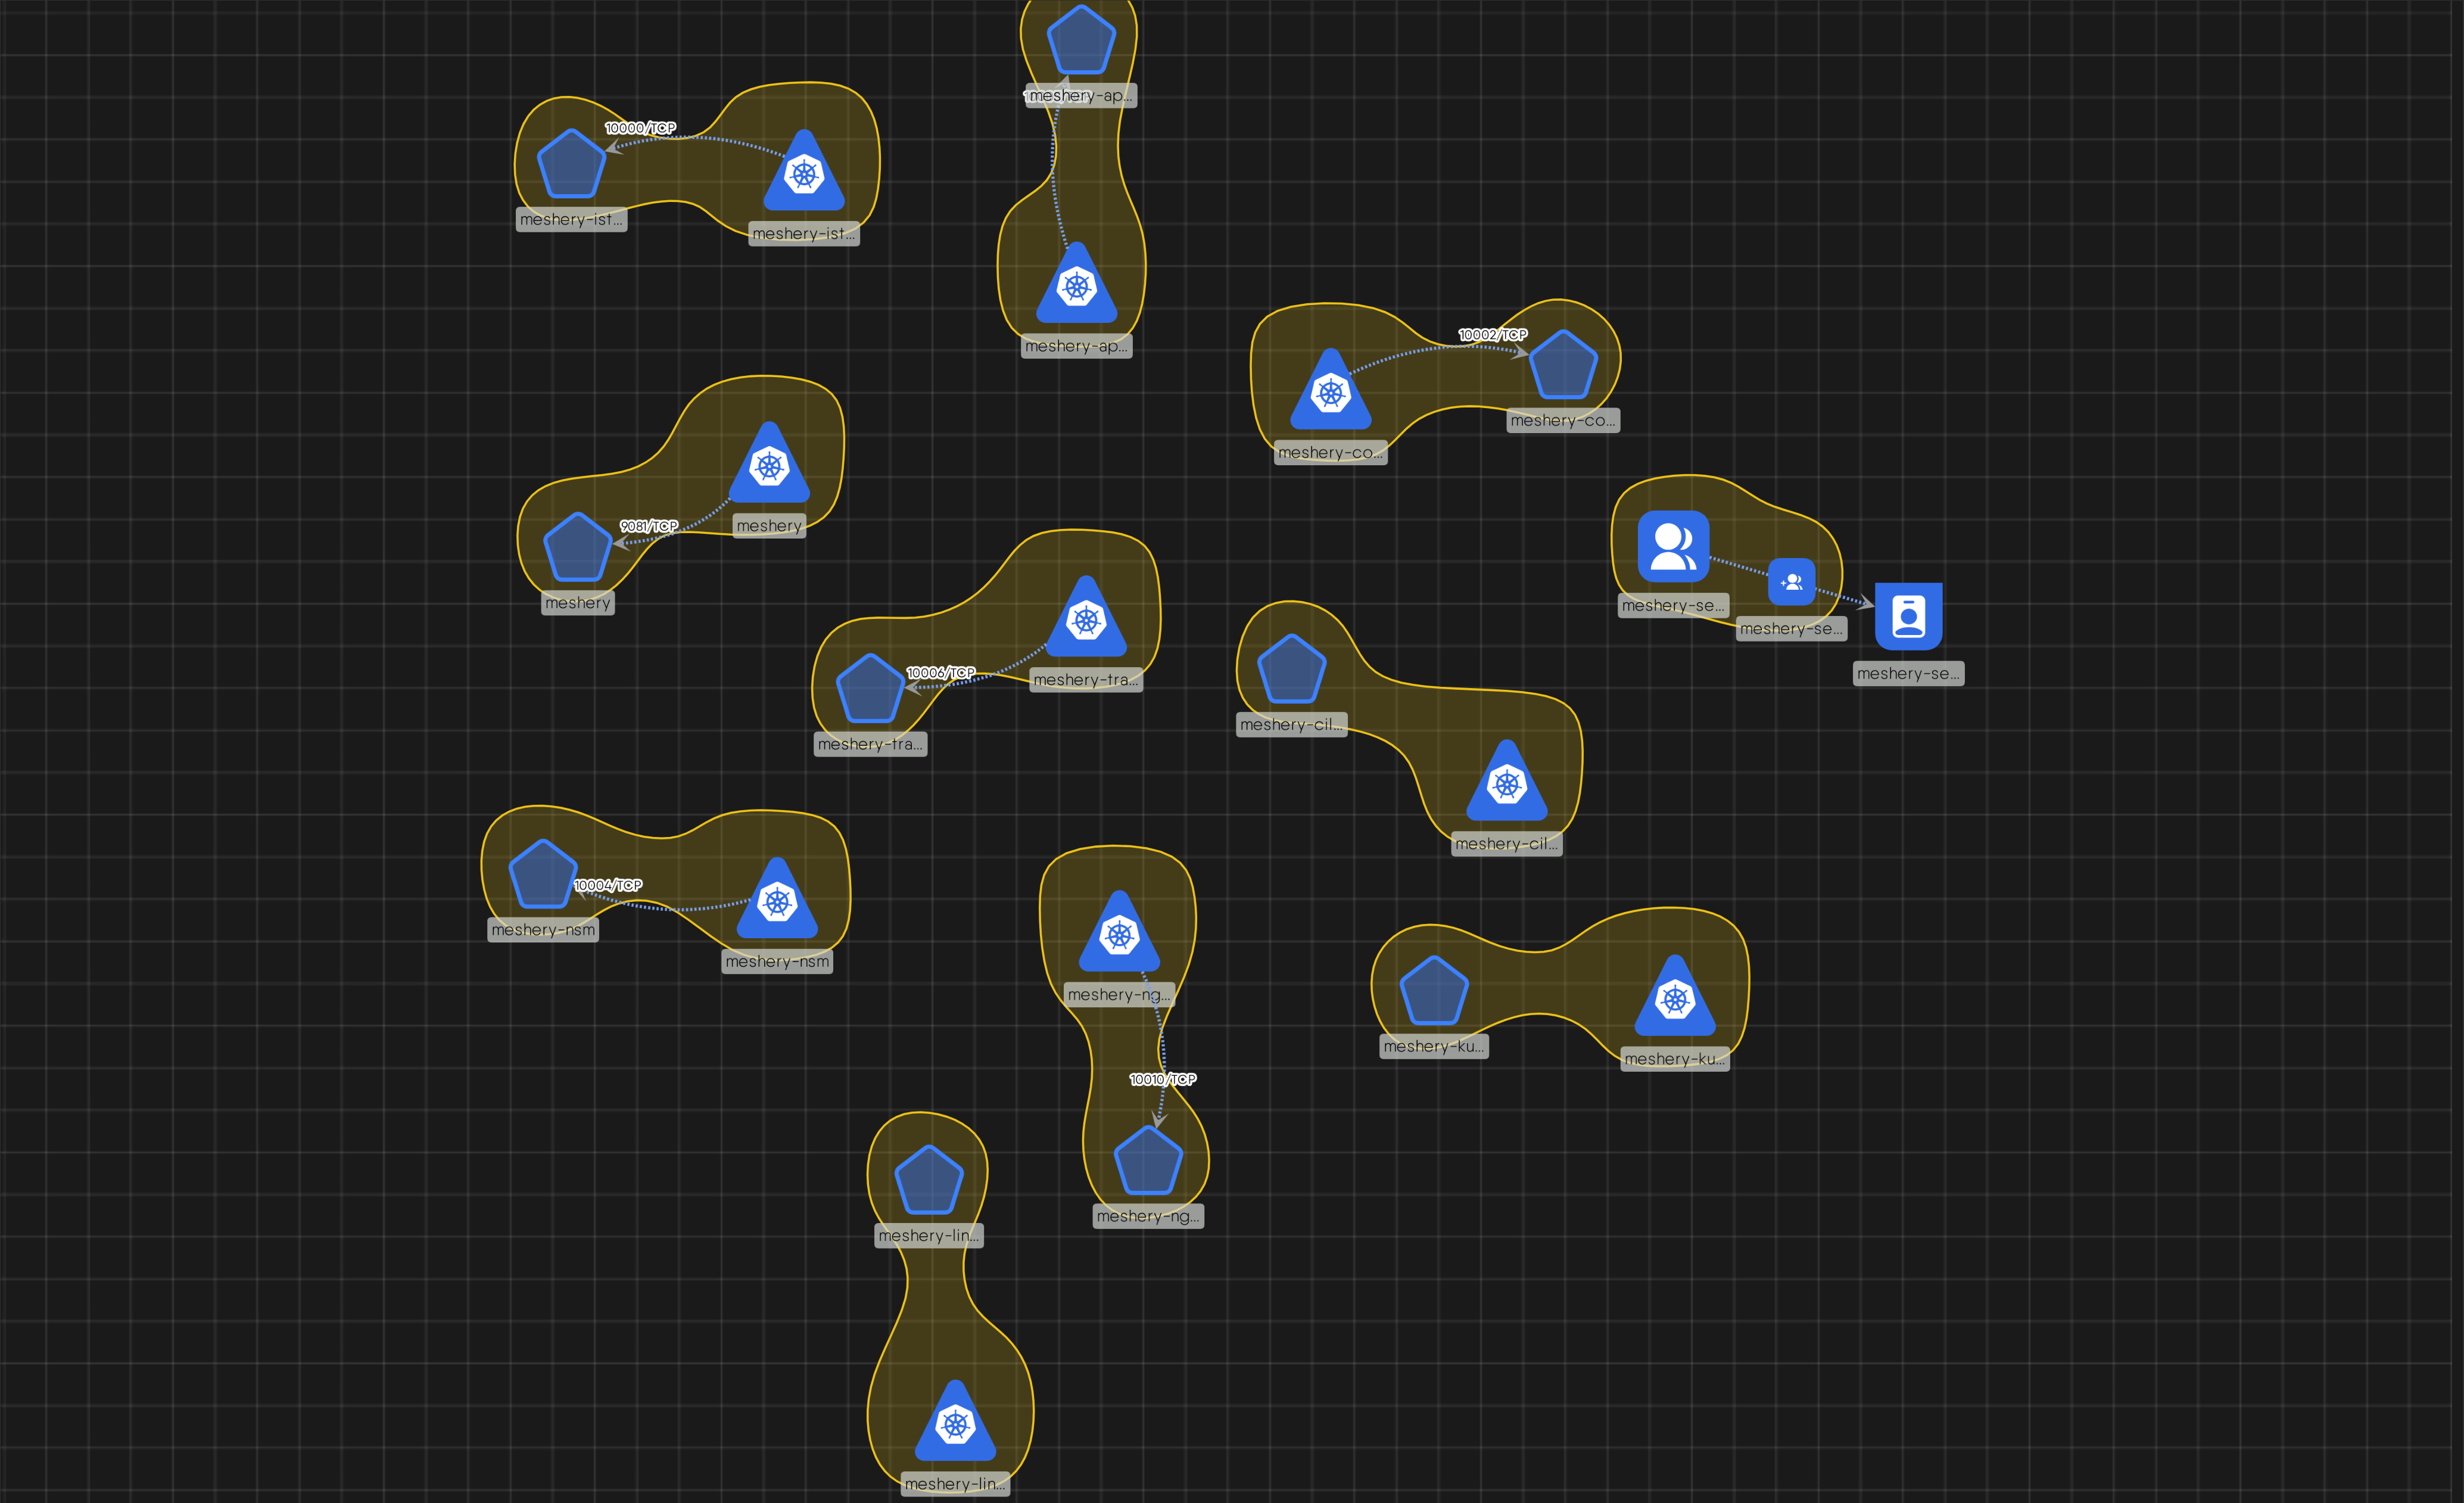 meshery-ap...
10000/TCP
meshery-ist...
meshery-ist...
meshery-ap...
10002/TCP
meshery-co...
meshery-co...
9081/TCP
meshery
meshery
meshery-se...
meshery-se...
meshery-se...
10006/TCP
meshery-tra...
meshery-tra...
meshery-cil...
meshery-cil...
10004/TCP
meshery-nsm
meshery-nsm
meshery-ng...
meshery-ku...
meshery-ku...
10010/TCP
meshery-ng...
meshery-lin...
meshery-lin...